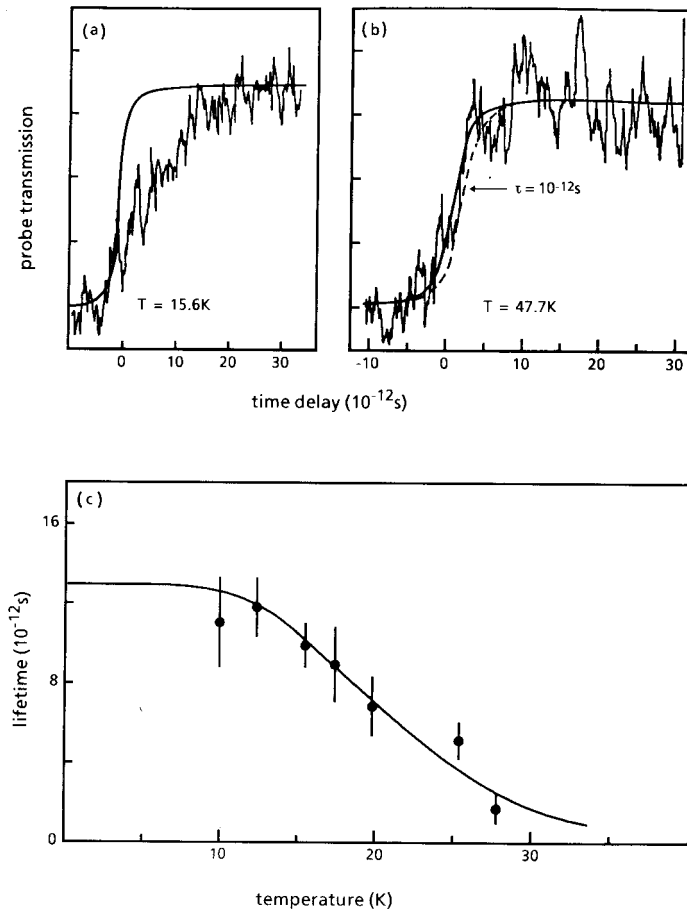 (a)
(b)
probe transmission
τ = 10⁻¹²s
T = 15.6K
T = 47.7K
0 10 20 30
-10 0 10 20 30
time delay (10⁻¹²s)
(c)
16
8
0
lifetime (10⁻¹²s)
10 20 30
temperature (K)